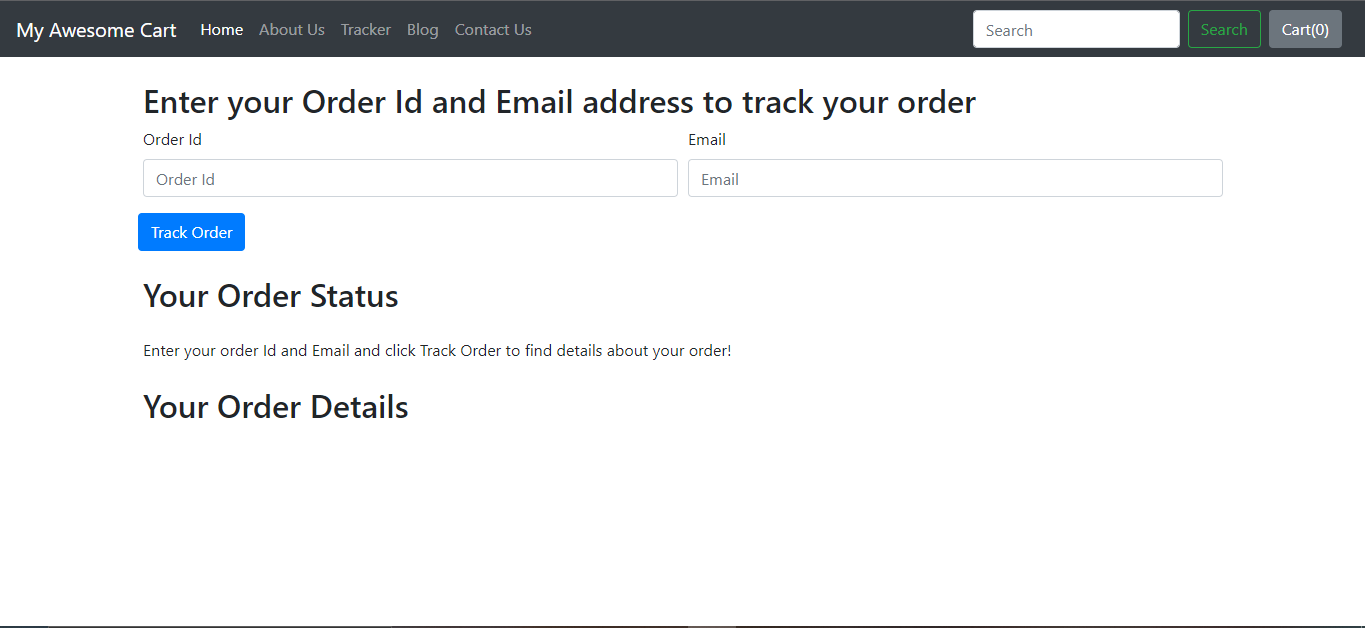 My Awesome Cart Home About Us Tracker Blog Contact Us Search Search Cart(0)
Enter your Order Id and Email address to track your order
Order Id Email
Order Id Email
Track Order
Your Order Status
Enter your order Id and Email and click Track Order to find details about your order!
Your Order Details